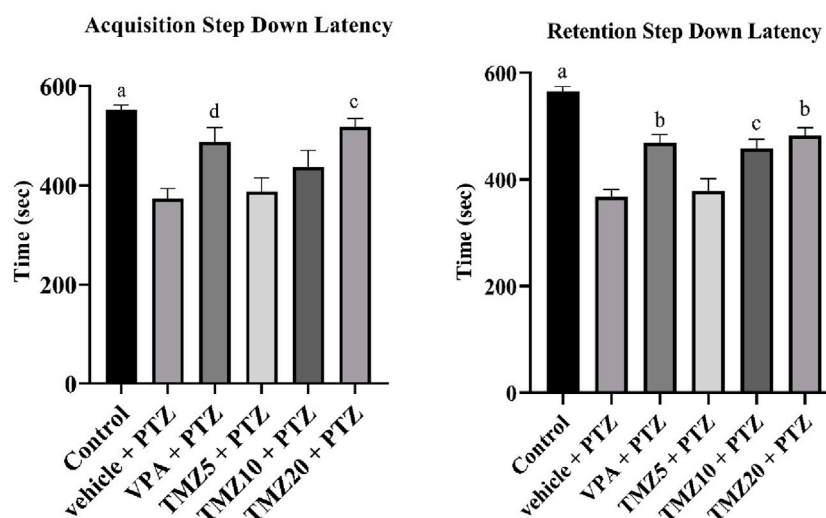 Acquisition Step Down Latency
Time (sec)
600
400
200
0
a
d
c
Control
vehicle + PTZ
VPA + PTZ
TMZ5 + PTZ
TMZ10 + PTZ
TMZ20 + PTZ
Retention Step Down Latency
Time (sec)
600
400
200
0
a
b
c
b
Control
vehicle + PTZ
VPA + PTZ
TMZ5 + PTZ
TMZ10 + PTZ
TMZ20 + PTZ